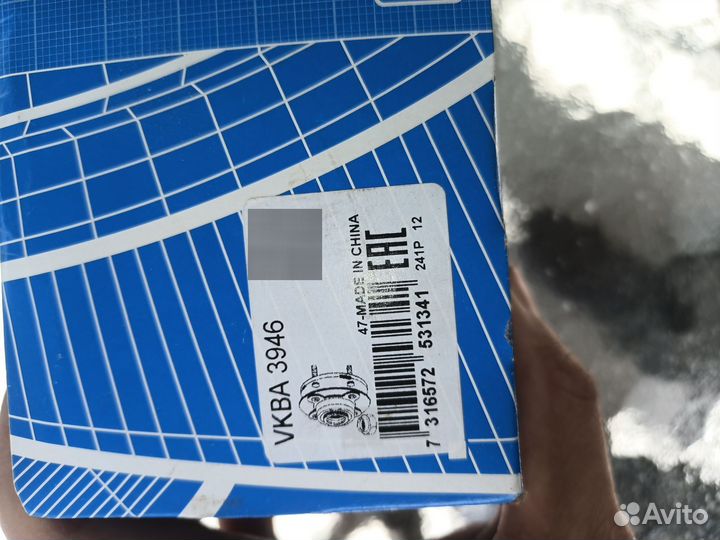 VKBA 3946
47-MADE IN CHINA
EAC
241P 12
7 316572 531341
Avito